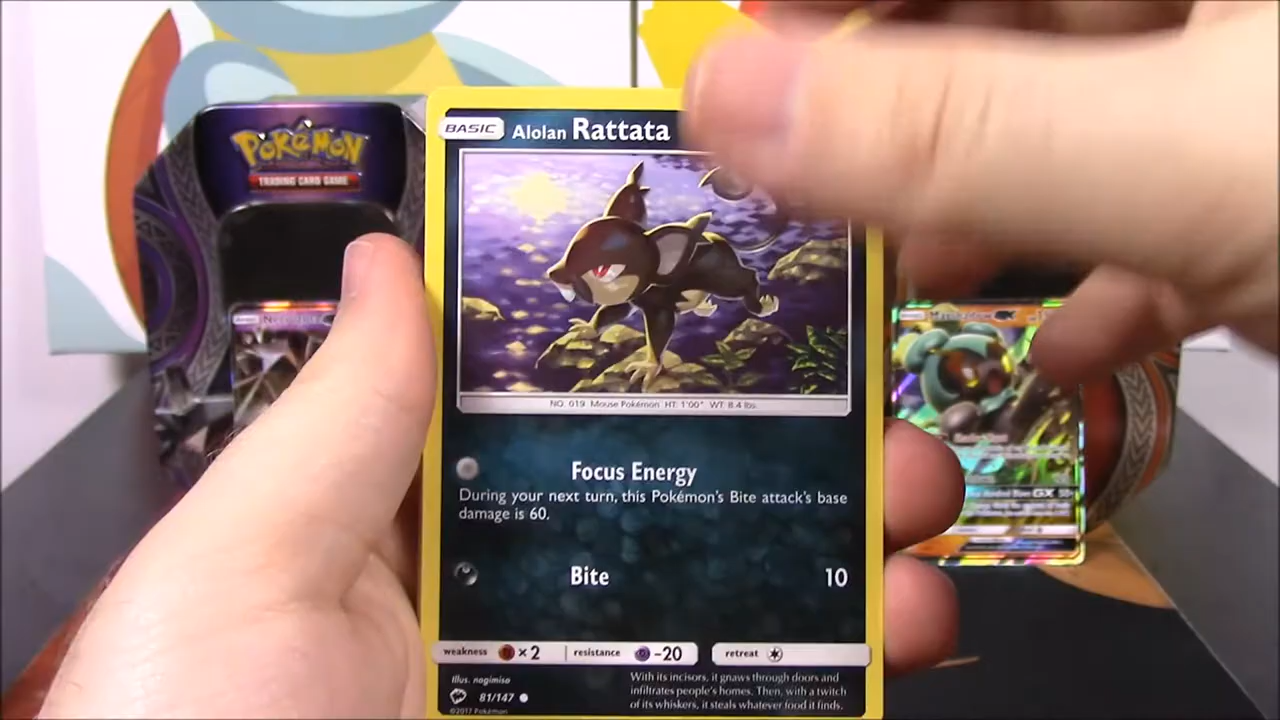 POKéMON
TRADING CARD GAME
BASIC Alolan Rattata
NO. 019 Mouse Pokémon HT: 1'00" WT: 8.4 lbs.
Focus Energy
During your next turn, this Pokémon's Bite attack's base
damage is 60.
Bite 10
weakness ×2 resistance -20 retreat
Illus. nagimiso
81/147
©2017 Pokémon
With its incisors, it gnaws through doors and
infiltrates people's homes. Then, with a twitch
of its whiskers, it steals whatever food it finds.
Marshadow GX
GX